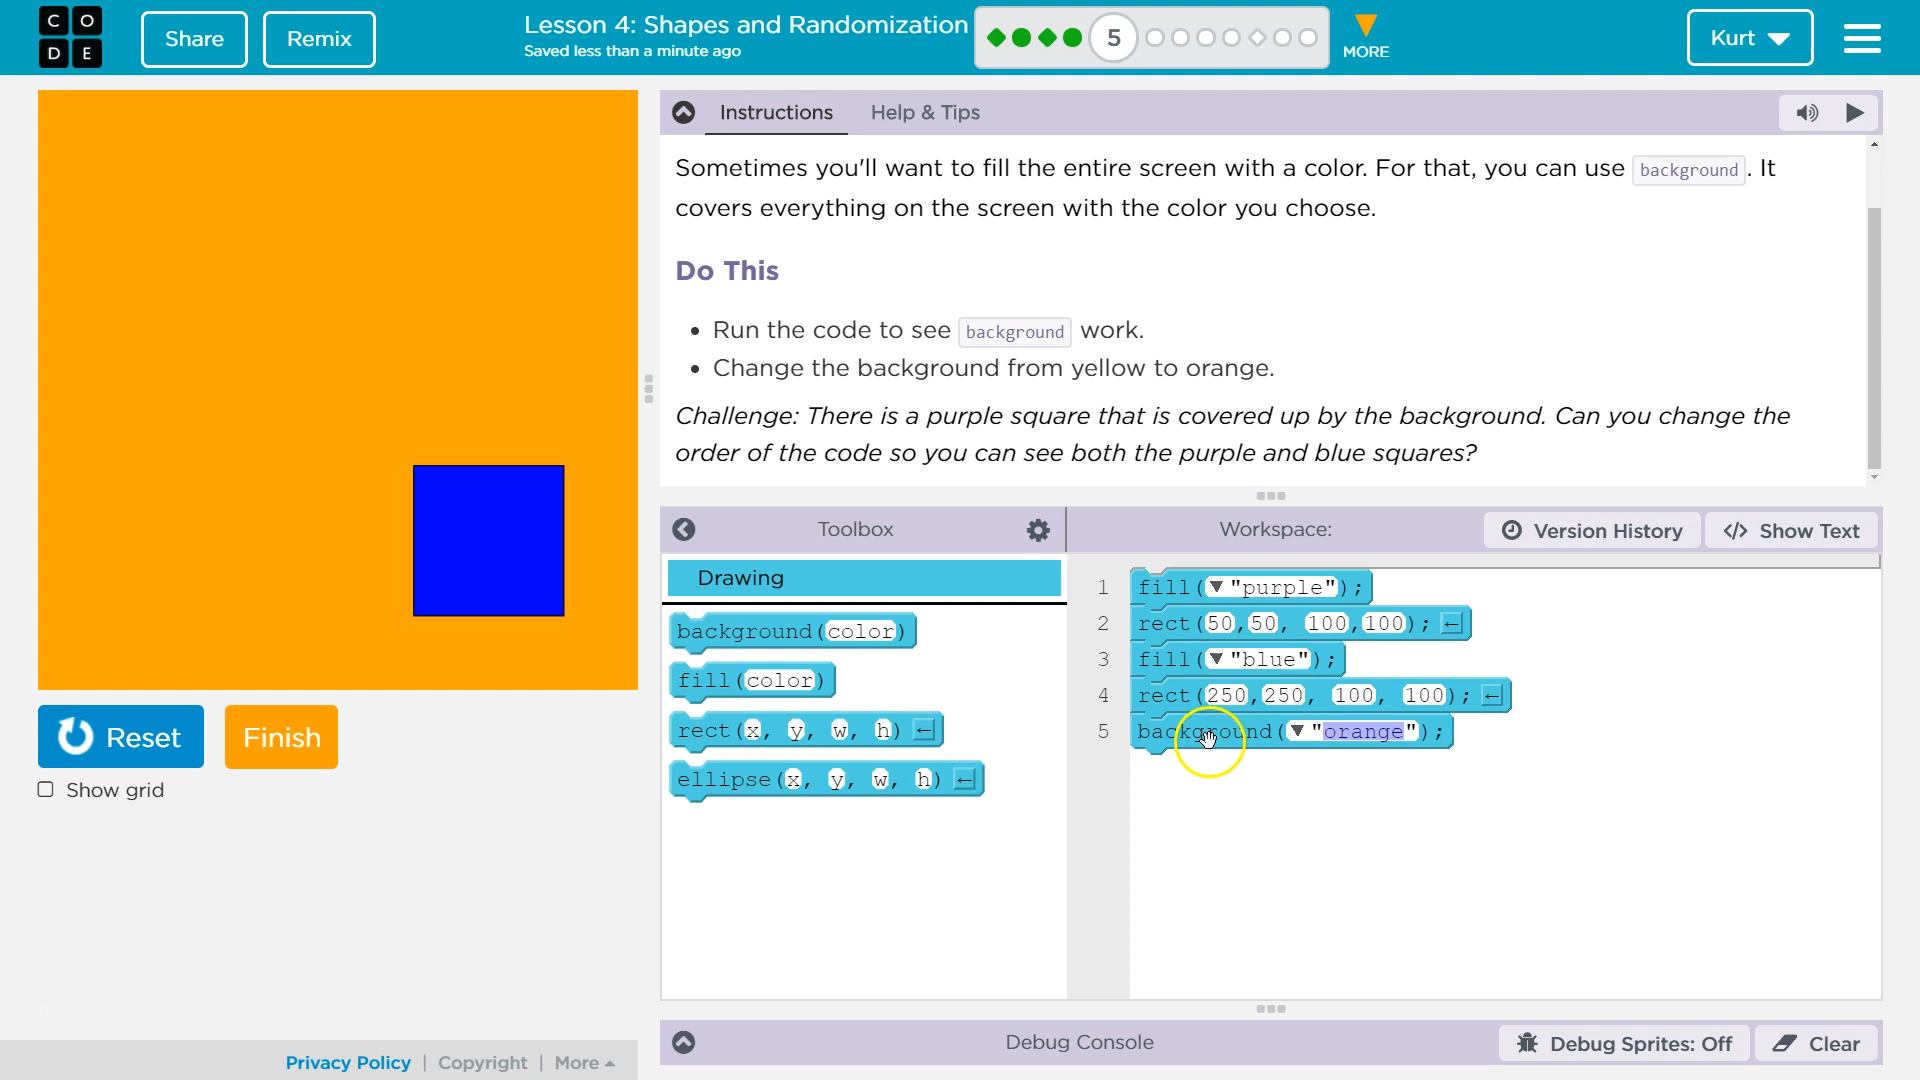 C O
D E
Share
Remix
Lesson 4: Shapes and Randomization
Saved less than a minute ago
5
MORE
Kurt
Instructions
Help & Tips
Sometimes you'll want to fill the entire screen with a color. For that, you can use background. It
covers everything on the screen with the color you choose.
Do This
• Run the code to see background work.
• Change the background from yellow to orange.
Challenge: There is a purple square that is covered up by the background. Can you change the
order of the code so you can see both the purple and blue squares?
Reset
Finish
Show grid
Toolbox
Drawing
background(color)
fill(color)
rect(x, y, w, h) ←
ellipse(x, y, w, h) ←
Workspace:
Version History
</> Show Text
1 fill(▼ "purple");
2 rect(50,50, 100,100); ←
3 fill(▼ "blue");
4 rect(250,250, 100, 100); ←
5 background(▼ "orange");
Debug Console
Debug Sprites: Off
Clear
Privacy Policy | Copyright | More ▲